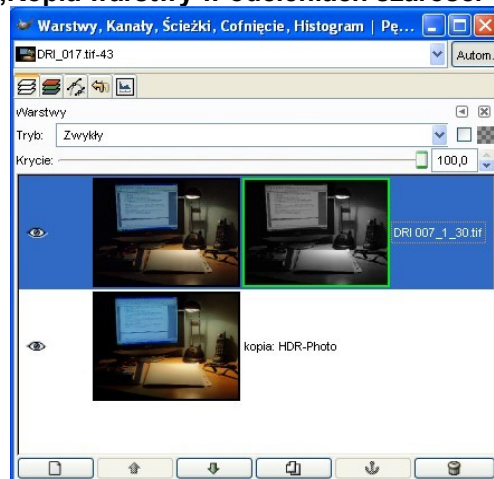 „Kopia warstwy w odcieniach szarości"
Warstwy, Kanały, Ścieżki, Cofnięcie, Histogram | Pę...
DRI_017.tif-43
Autom.
Warstwy
Tryb:
Zwykły
Krycie:
100,0
DRI 007_1_30.tif
kopia: HDR-Photo